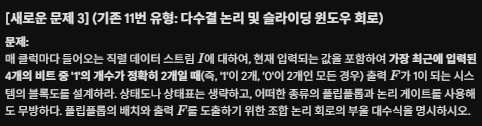 [새로운 문제 3] (기존 11번 유형: 다수결 논리 및 슬라이딩 윈도우 회로)
문제:
매 클럭마다 들어오는 직렬 데이터 스트림 I에 대하여, 현재 입력되는 값을 포함하여 가장 최근에 입력된
4개의 비트 중 '1'의 개수가 정확히 2개일 때(즉, '1'이 2개, '0'이 2개인 모든 경우) 출력 F가 1이 되는 시스
템의 블록도를 설계하라. 상태도나 상태표는 생략하고, 어떠한 종류의 플립플롭과 논리 게이트를 사용해
도 무방하다. 플립플롭의 배치와 출력 F를 도출하기 위한 조합 논리 회로의 부울 대수식을 명시하시오.